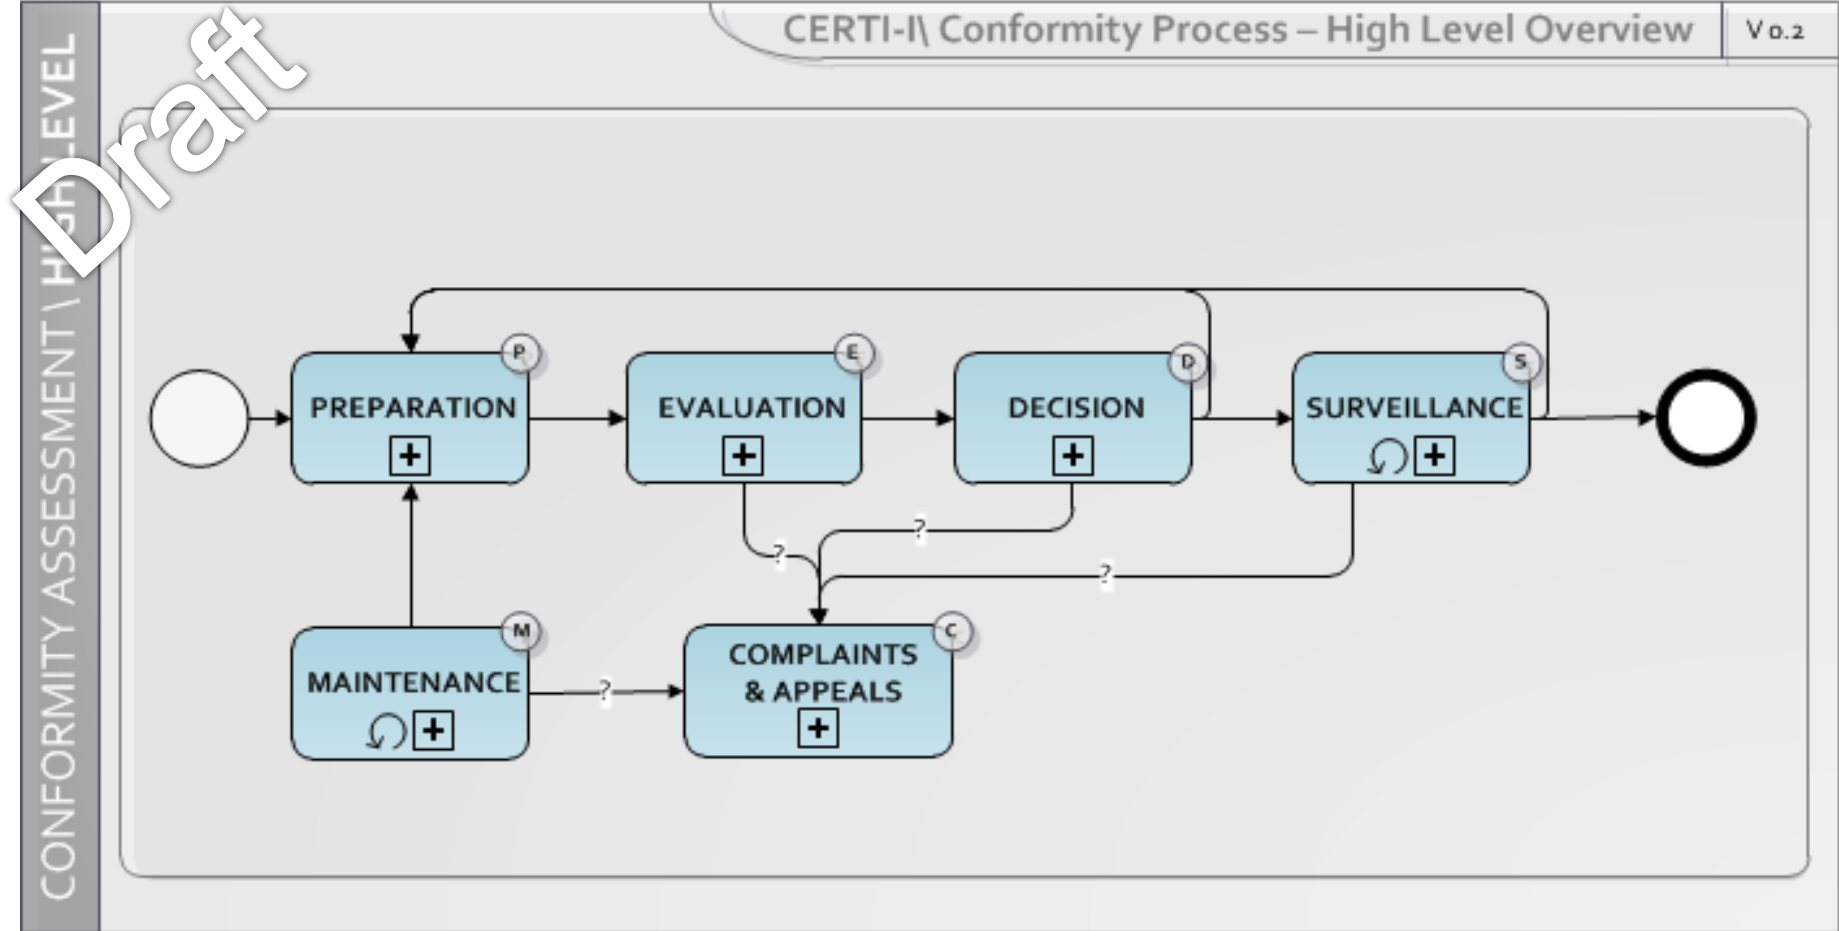 CERTI-I\ Conformity Process – High Level Overview
V 0.2
Draft
CONFORMITY ASSESSMENT \ HIGH LEVEL
P
E
D
S
PREPARATION
EVALUATION
DECISION
SURVEILLANCE
?
?
?
M
C
MAINTENANCE
?
COMPLAINTS
& APPEALS